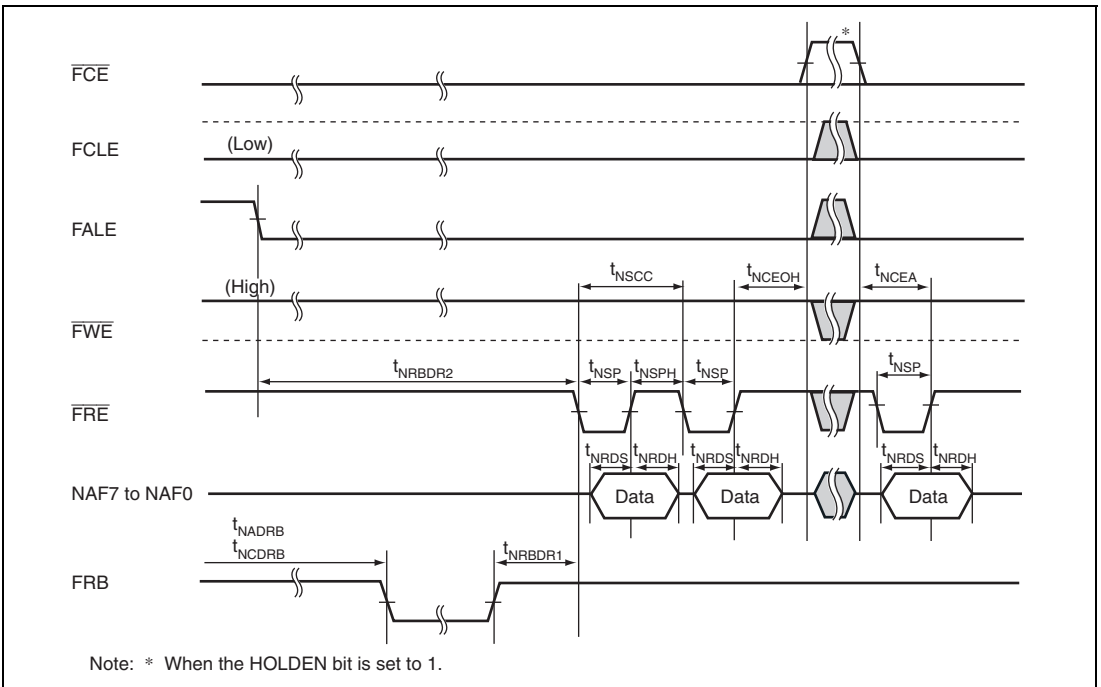 *
FCE
FCLE
(Low)
FALE
tNSCC
tNCEOH
tNCEA
(High)
FWE
tNRBDR2
tNSP
tNSPH
tNSP
tNSP
FRE
tNRDS
tNRDH
tNRDS
tNRDH
tNRDS
tNRDH
NAF7 to NAF0
Data
Data
Data
tNADRB
tNCDRB
tNRBDR1
FRB
Note: * When the HOLDEN bit is set to 1.